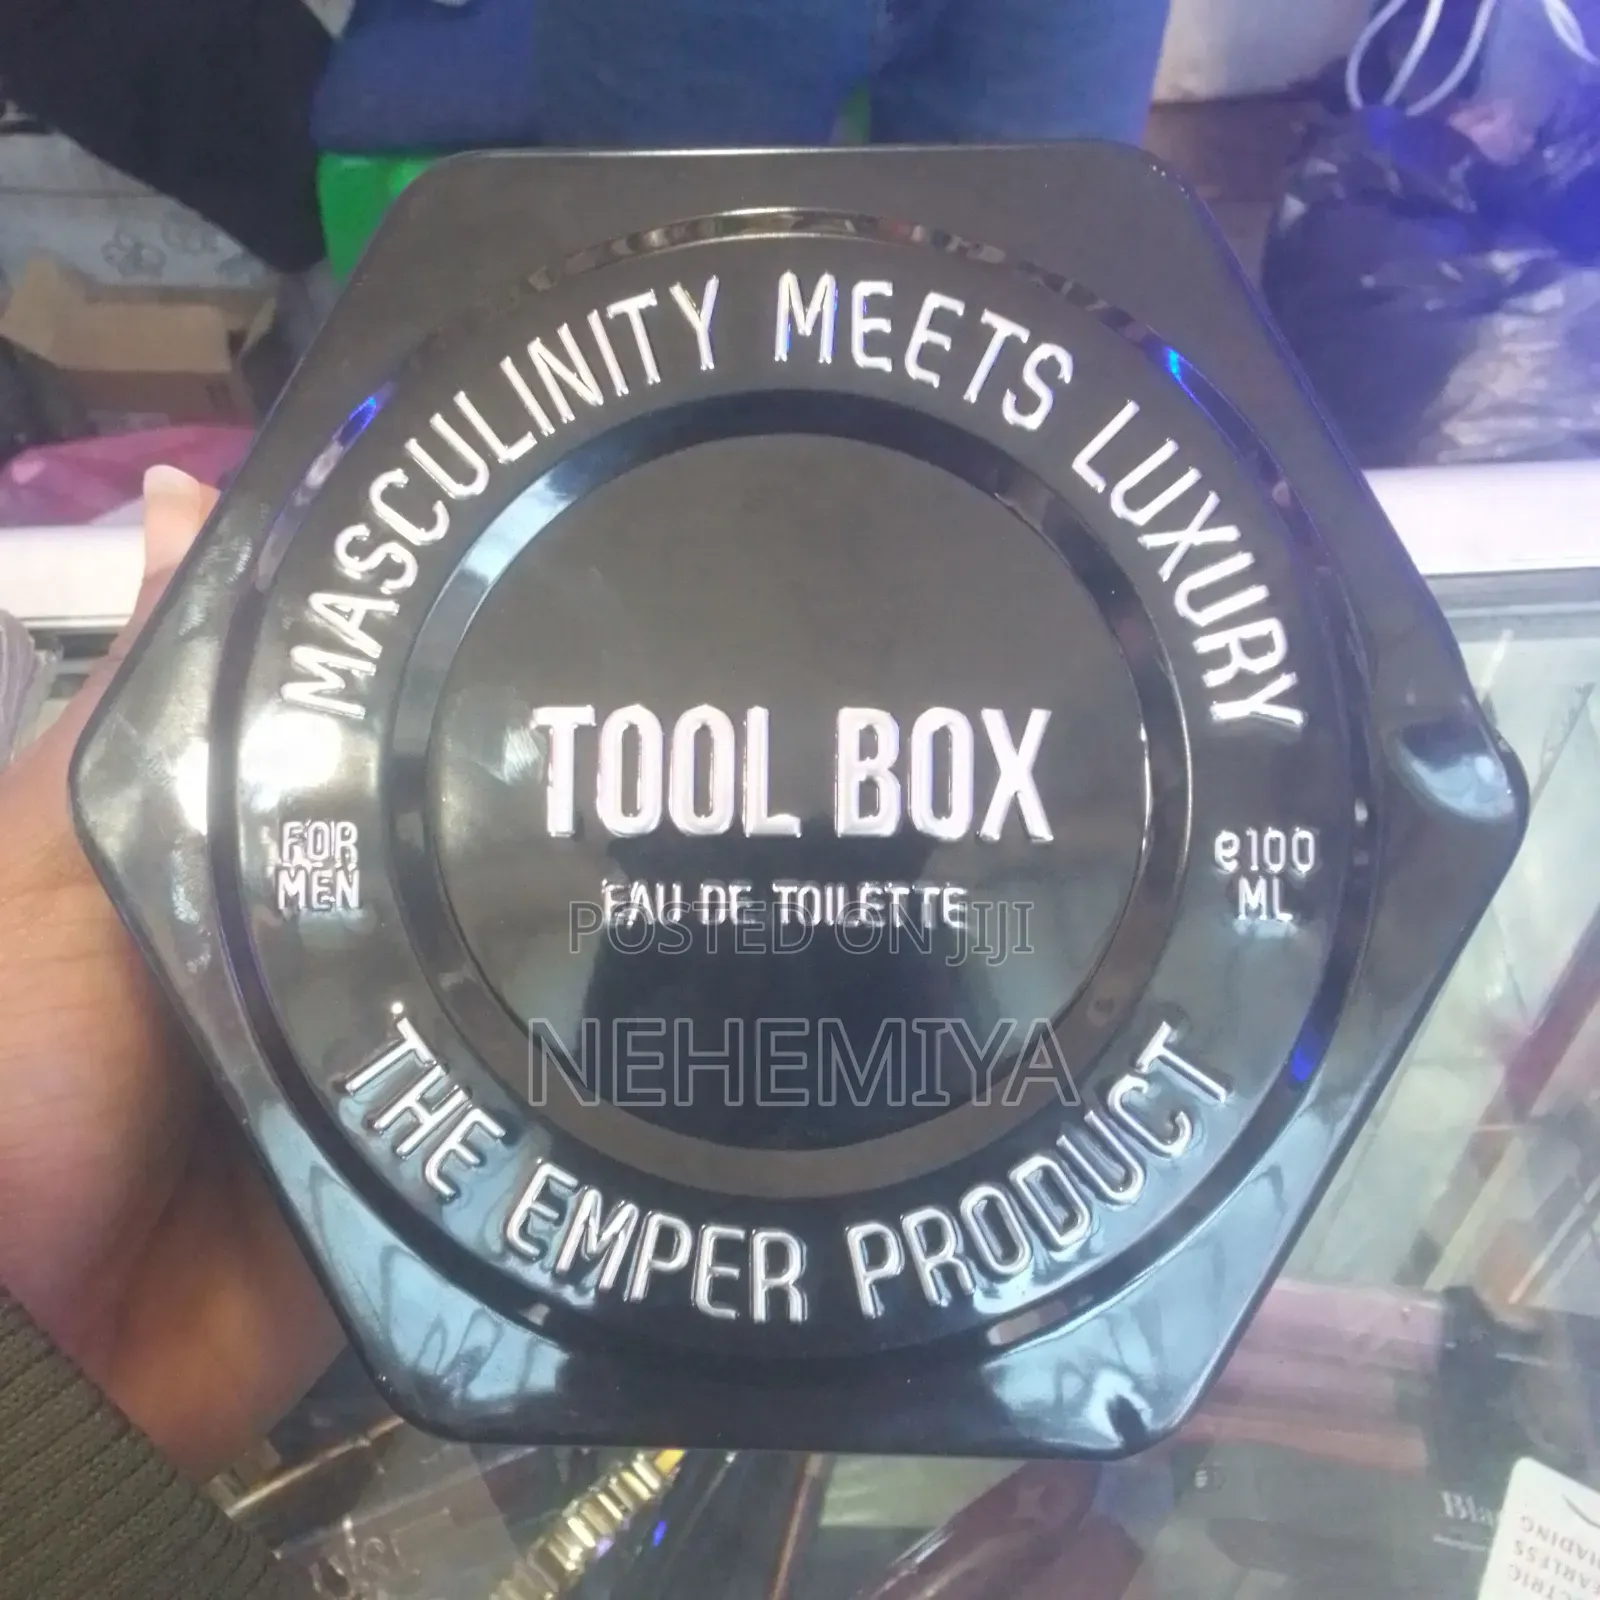 MASCULINITY MEETS LUXURY
TOOL BOX
EAU DE TOILETTE
FOR
MEN
e100
ML
POSTED ON JIJI
NEHEMIYA
THE EMPER PRODUCT